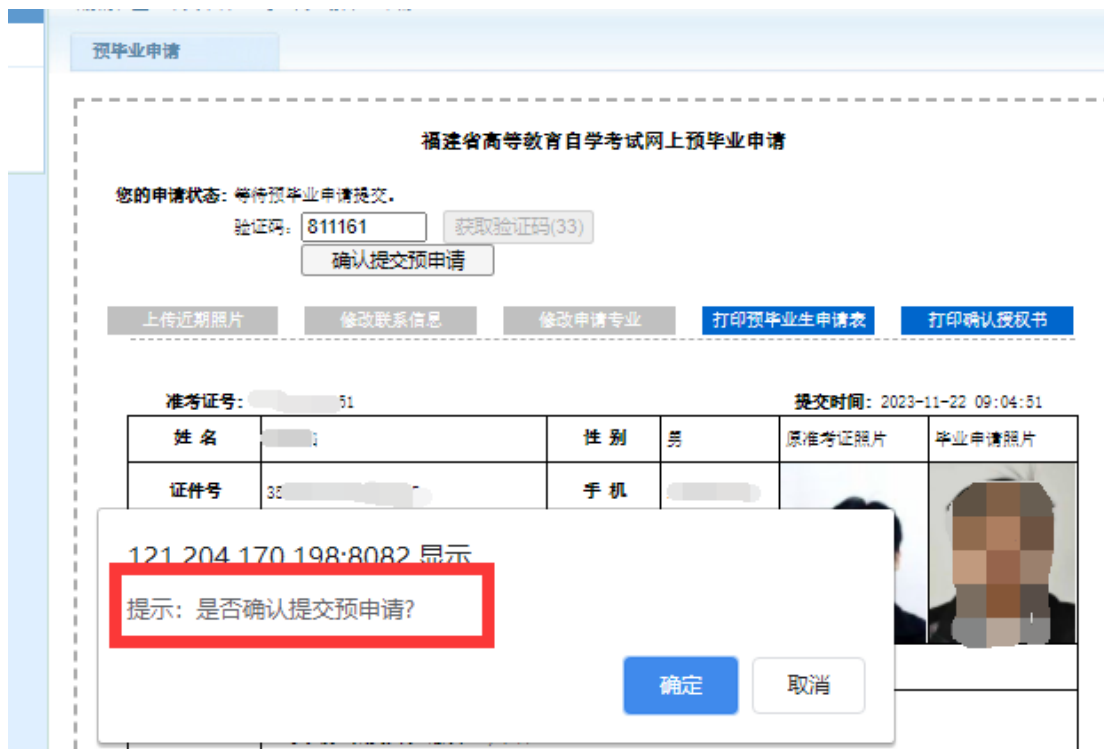 预毕业申请
福建省高等教育自学考试网上预毕业申请
您的申请状态: 等待预毕业申请提交.
验证码: 811161 获取验证码(33)
确认提交预申请
上传近期照片 修改联系信息 修改申请专业 打印预毕业生申请表 打印确认授权书
准考证号: 51 提交时间: 2023-11-22 09:04:51
姓 名 性 别 男 原准考证照片 毕业申请照片
证件号 35 手 机
121.204.170.198:8082 显示
提示：是否确认提交预申请?
确定 取消